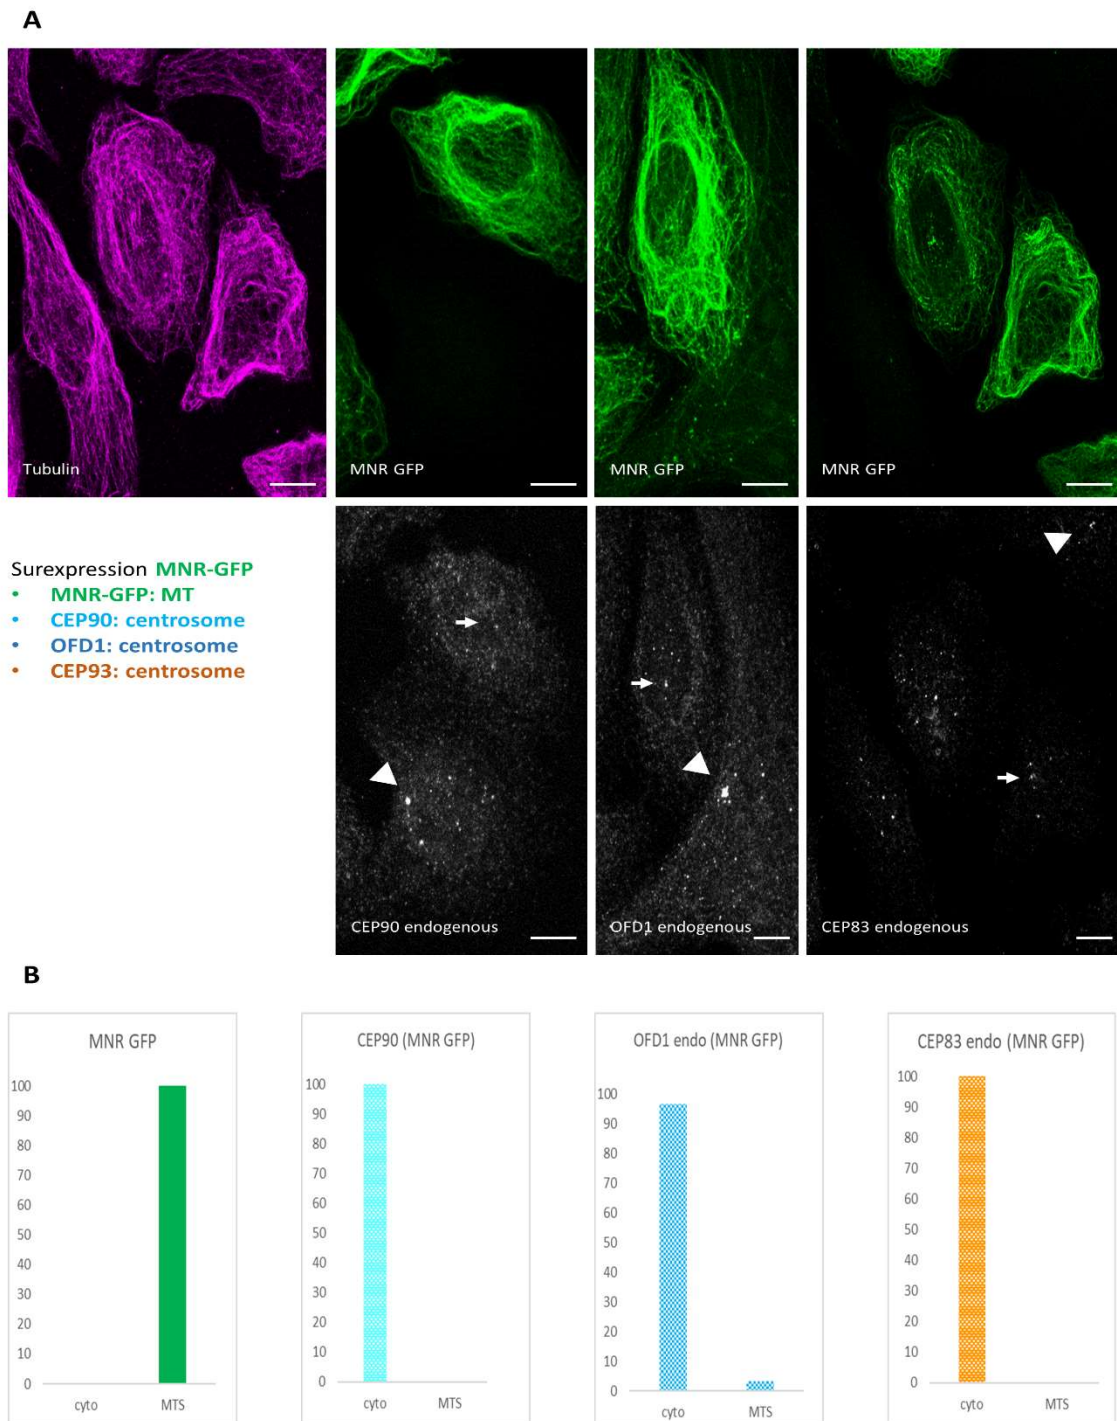 A
Tubulin
MNR GFP
MNR GFP
MNR GFP
Surexpression MNR-GFP
• MNR-GFP: MT
• CEP90: centrosome
• OFD1: centrosome
• CEP93: centrosome
CEP90 endogenous
OFD1 endogenous
CEP83 endogenous
B
MNR GFP
100
90
80
70
60
50
40
30
20
10
0
cyto MTS
CEP90 (MNR GFP)
100
90
80
70
60
50
40
30
20
10
0
cyto MTS
OFD1 endo (MNR GFP)
100
90
80
70
60
50
40
30
20
10
0
cyto MTS
CEP83 endo (MNR GFP)
100
90
80
70
60
50
40
30
20
10
0
cyto MTS